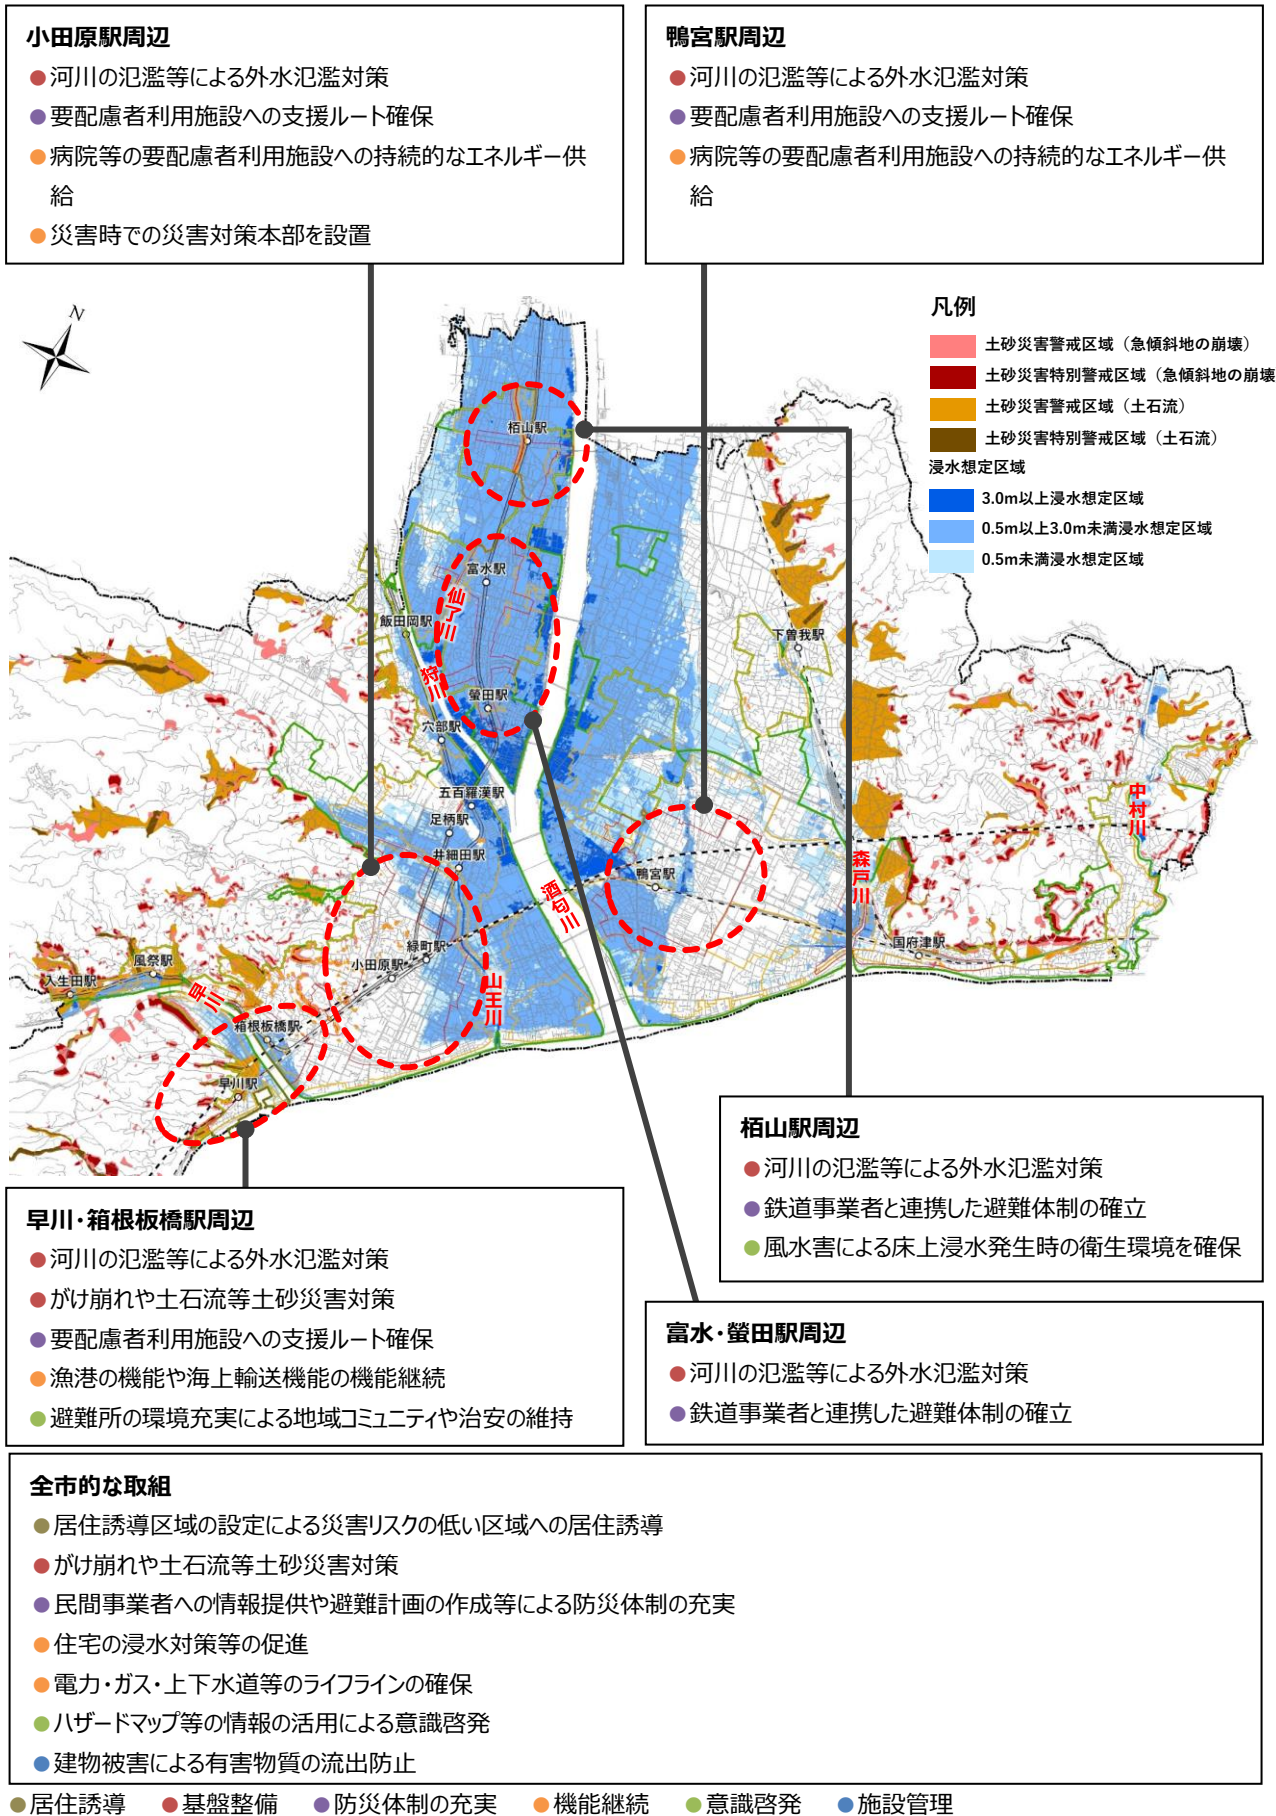 小田原駅周辺
●河川の氾濫等による外水氾濫対策
●要配慮者利用施設への支援ルート確保
●病院等の要配慮者利用施設への持続的なエネルギー供
給
●災害時での災害対策本部を設置
鴨宮駅周辺
●河川の氾濫等による外水氾濫対策
●要配慮者利用施設への支援ルート確保
●病院等の要配慮者利用施設への持続的なエネルギー供
給
N
凡例
土砂災害警戒区域（急傾斜地の崩壊）
土砂災害特別警戒区域（急傾斜地の崩壊
土砂災害警戒区域（土石流）
土砂災害特別警戒区域（土石流）
浸水想定区域
3.0m以上浸水想定区域
0.5m以上3.0m未満浸水想定区域
0.5m未満浸水想定区域
栢山駅
富水駅
仙了川
飯田岡駅
狩川
螢田駅
穴部駅
下曽我駅
五百羅漢駅
足柄駅
井細田駅
中村川
森戸川
鴨宮駅
酒匂川
緑町駅
小田原駅
国府津駅
山王川
風祭駅
入生田駅
早川
箱根板橋駅
早川駅
栢山駅周辺
●河川の氾濫等による外水氾濫対策
●鉄道事業者と連携した避難体制の確立
●風水害による床上浸水発生時の衛生環境を確保
早川・箱根板橋駅周辺
●河川の氾濫等による外水氾濫対策
●がけ崩れや土石流等土砂災害対策
●要配慮者利用施設への支援ルート確保
●漁港の機能や海上輸送機能の機能継続
●避難所の環境充実による地域コミュニティや治安の維持
富水・螢田駅周辺
●河川の氾濫等による外水氾濫対策
●鉄道事業者と連携した避難体制の確立
全市的な取組
●居住誘導区域の設定による災害リスクの低い区域への居住誘導
●がけ崩れや土石流等土砂災害対策
●民間事業者への情報提供や避難計画の作成等による防災体制の充実
●住宅の浸水対策等の促進
●電力・ガス・上下水道等のライフラインの確保
●ハザードマップ等の情報の活用による意識啓発
●建物被害による有害物質の流出防止
●居住誘導 ●基盤整備 ●防災体制の充実 ●機能継続 ●意識啓発 ●施設管理